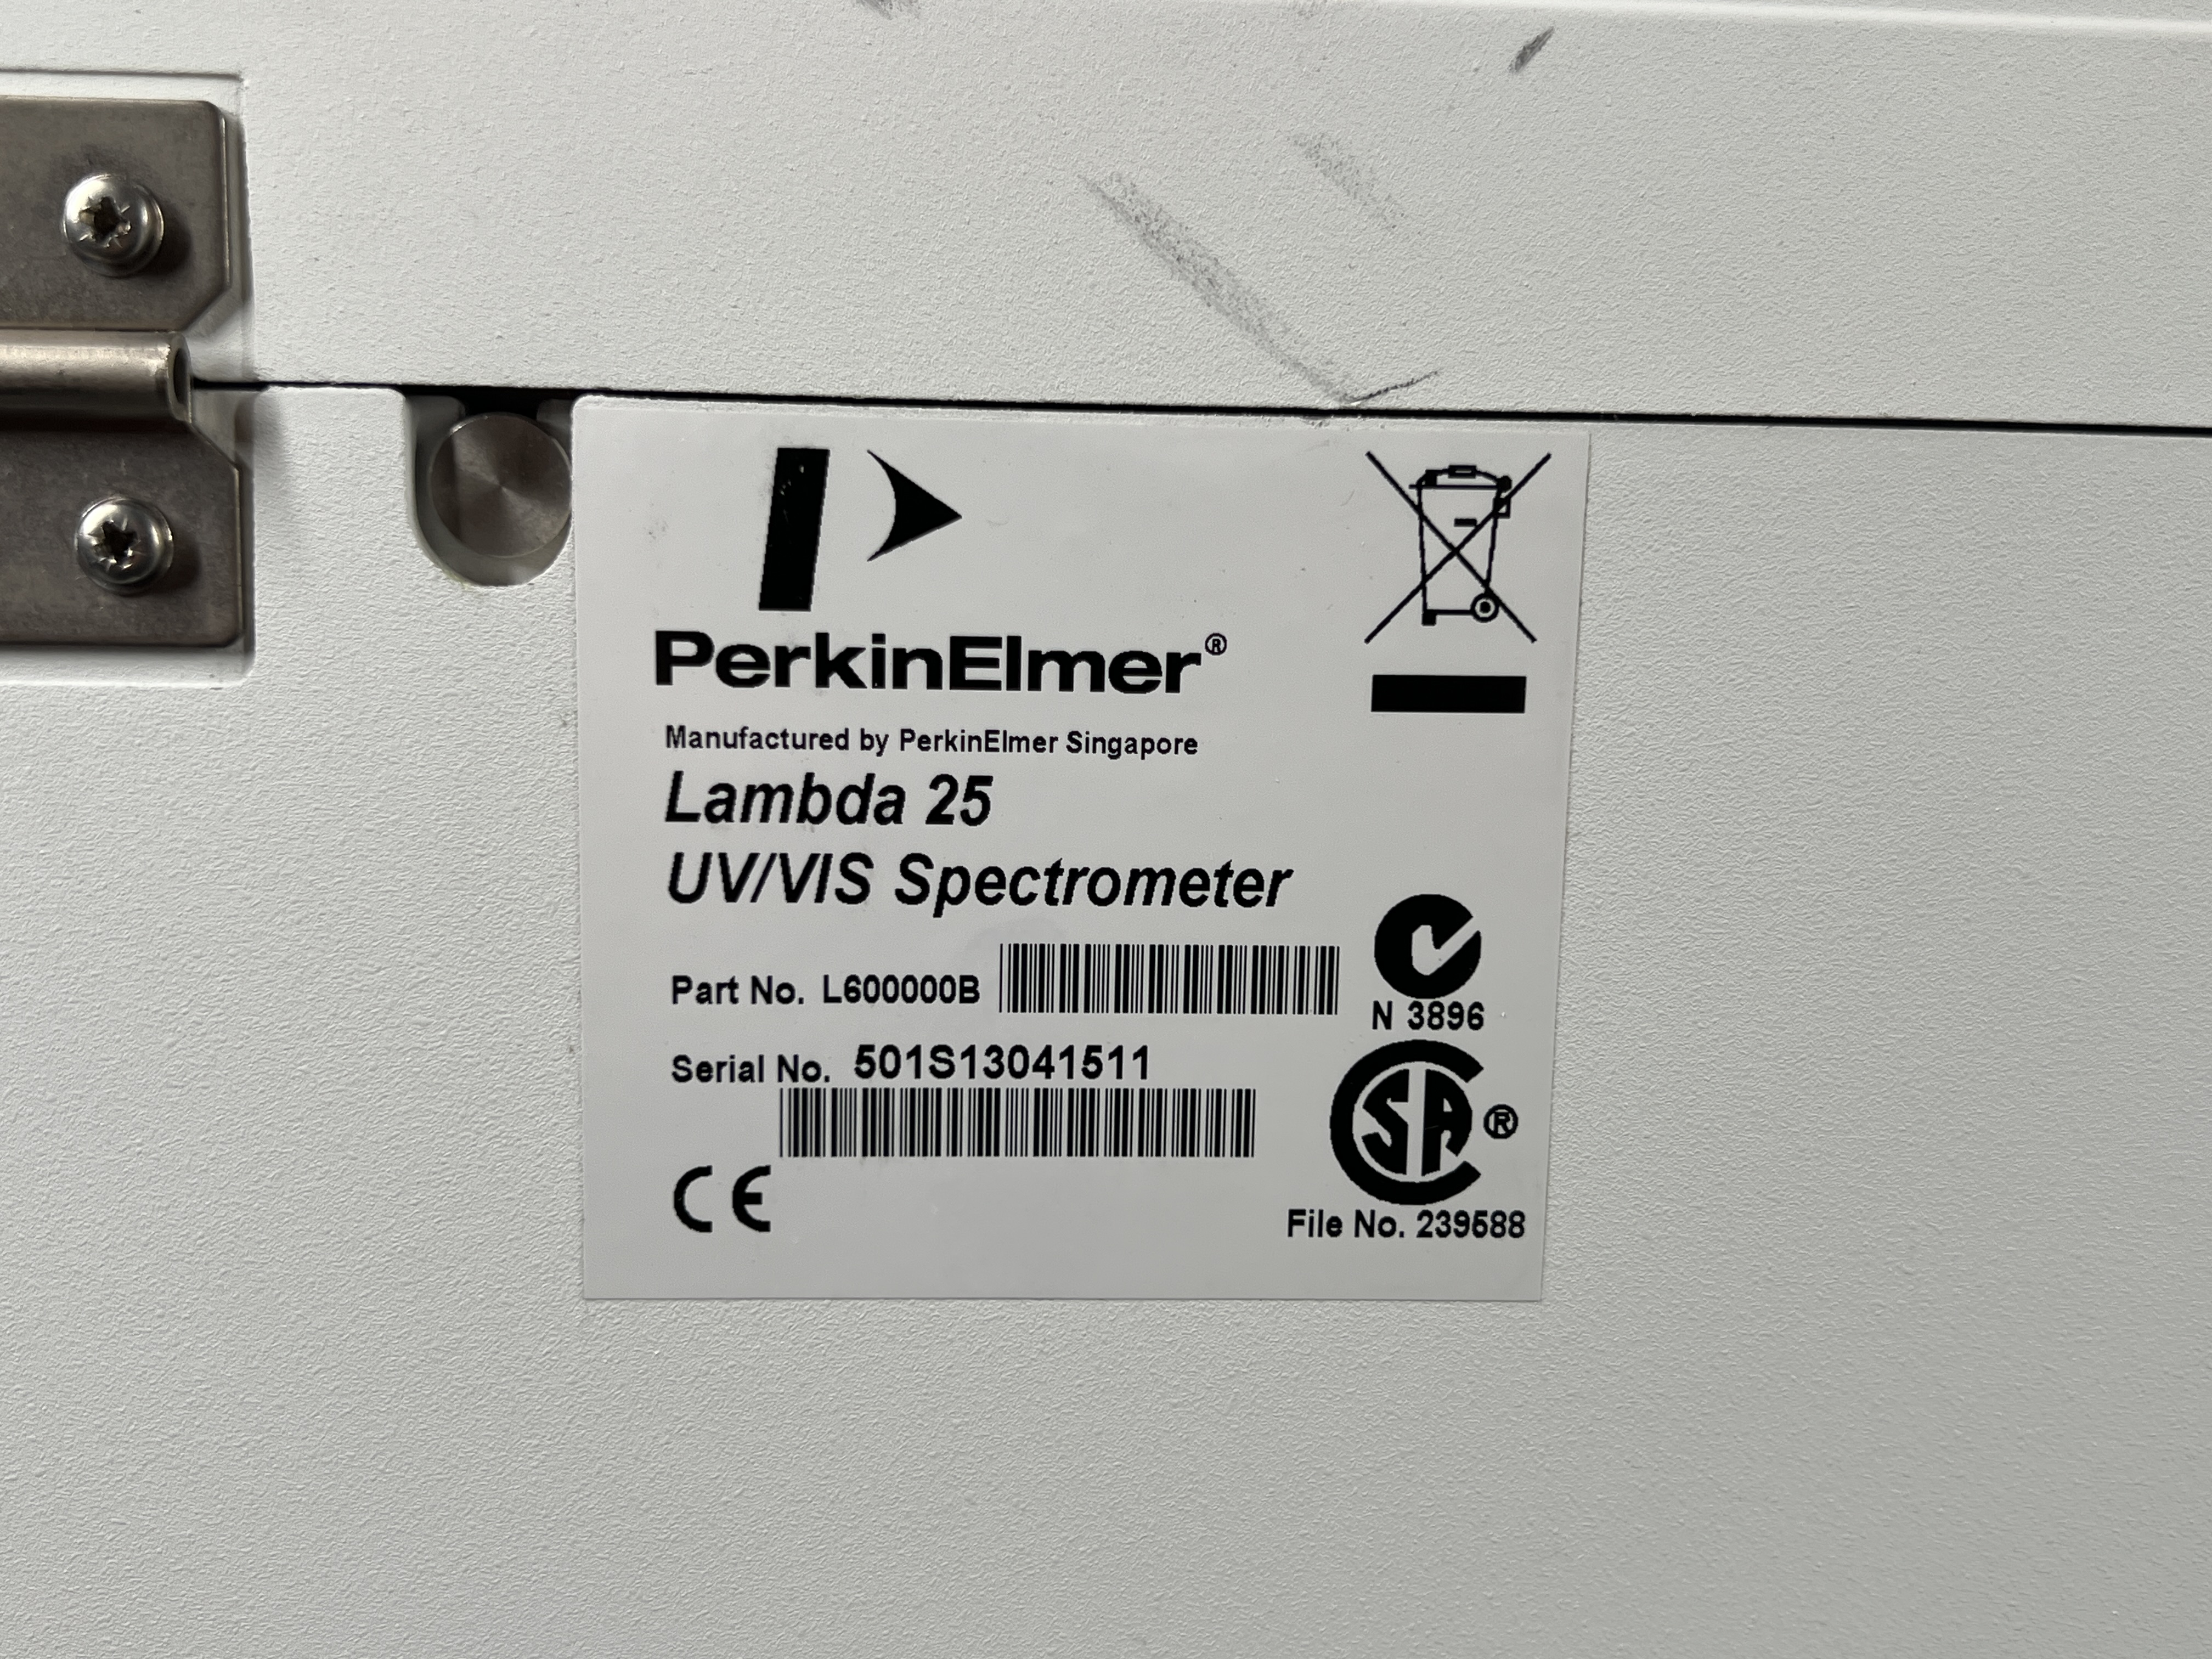 PerkinElmer®
Manufactured by PerkinElmer Singapore
Lambda 25
UV/VIS Spectrometer
Part No. L600000B
N 3896
Serial No. 501S13041511
CE
CSA®
File No. 239588